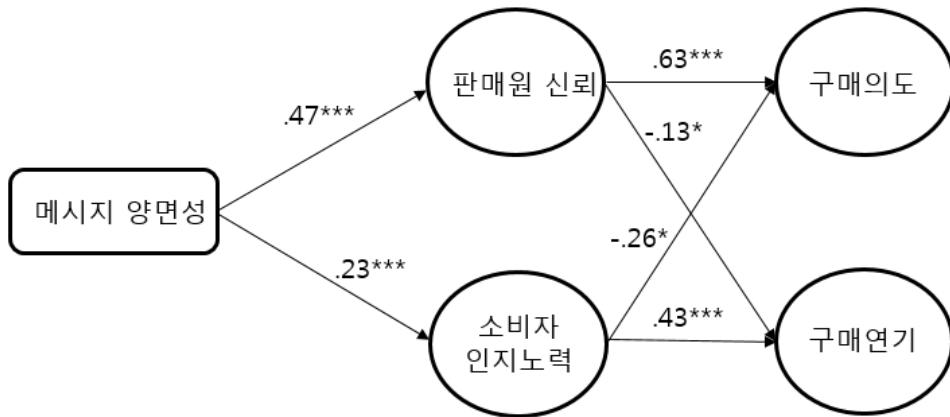 판매원 신뢰
.63***
구매의도
.47***
-.13*
메시지 양면성
-.26*
.23***
소비자
인지노력
.43***
구매연기